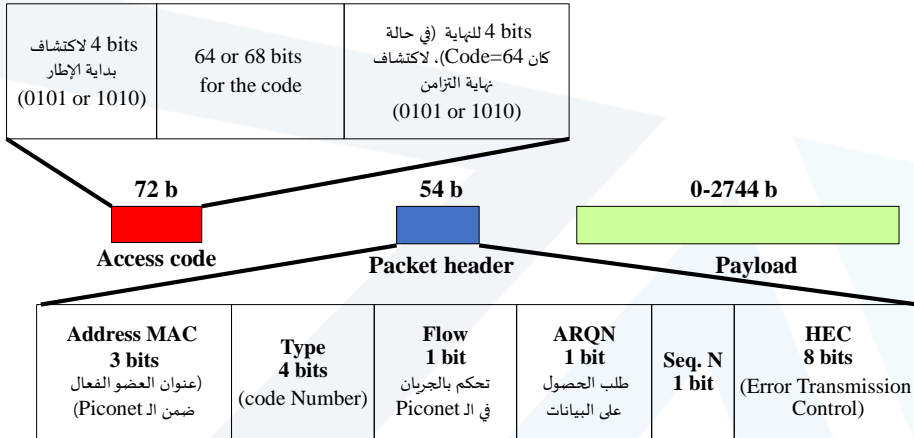 4 bits لاكتشاف
بداية الإطار
(0101 or 1010)
64 or 68 bits
for the code
4 bits للنهاية (في حالة
كان Code=64)، لاكتشاف
نهاية التزامن
(0101 or 1010)
72 b
54 b
0-2744 b
Access code
Packet header
Payload
Address MAC
3 bits
(عنوان العضو الفعال
ضمن الـ Piconet)
Type
4 bits
(code Number)
Flow
1 bit
تحكم بالجريان
في الـ Piconet
ARQN
1 bit
طلب الحصول
على البيانات
Seq. N
1 bit
HEC
8 bits
(Error Transmission
Control)